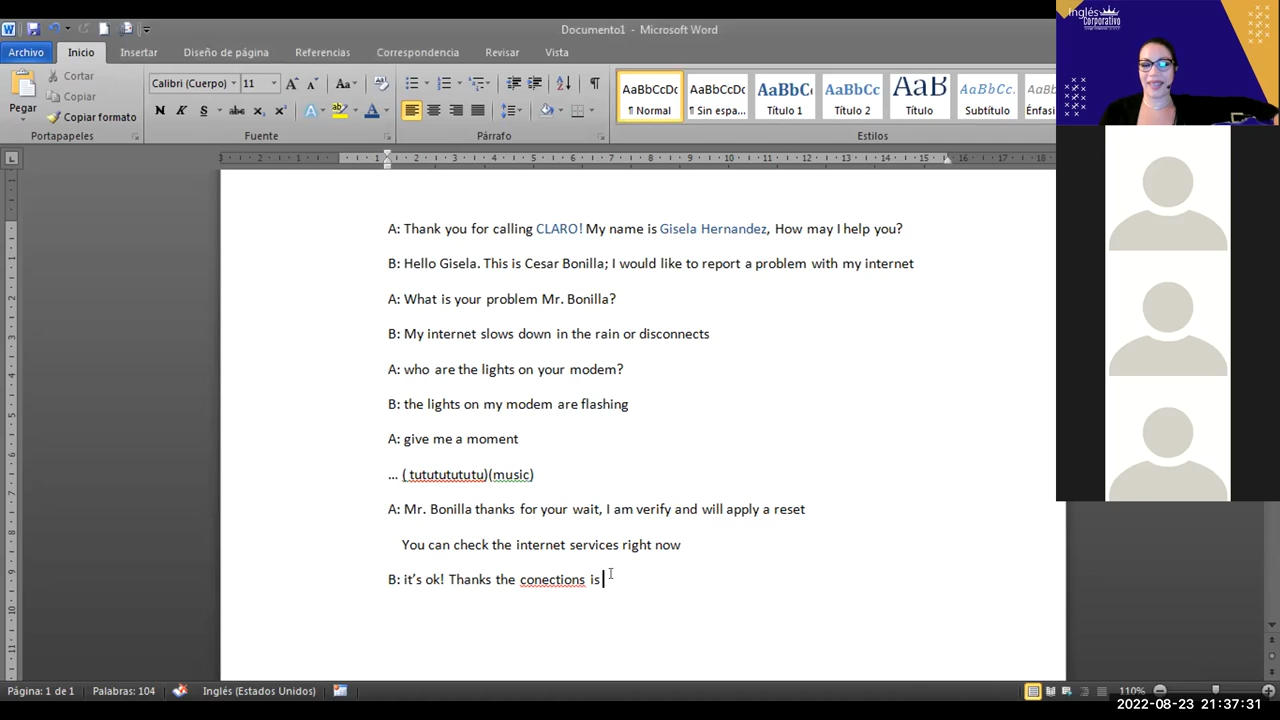 Documento1 - Microsoft Word
Archivo Inicio Insertar Diseño de página Referencias Correspondencia Revisar Vista
Pegar
Cortar
Copiar
Copiar formato
Portapapeles
Calibri (Cuerpo) 11
Fuente
Párrafo
AaBbCcDc AaBbCcDc AaBbC AaBbCc AaB AaBbCc.
¶ Normal ¶ Sin espa... Título 1 Título 2 Título Subtítulo Énfasis
Estilos
Inglés
Corporativo
A: Thank you for calling CLARO! My name is Gisela Hernandez, How may I help you?
B: Hello Gisela. This is Cesar Bonilla; I would like to report a problem with my internet
A: What is your problem Mr. Bonilla?
B: My internet slows down in the rain or disconnects
A: who are the lights on your modem?
B: the lights on my modem are flashing
A: give me a moment
... ( tutututututu)(music)
A: Mr. Bonilla thanks for your wait, I am verify and will apply a reset
You can check the internet services right now
B: it's ok! Thanks the conections is
Página: 1 de 1 Palabras: 104 Inglés (Estados Unidos) 110%
2022-08-23 21:37:31